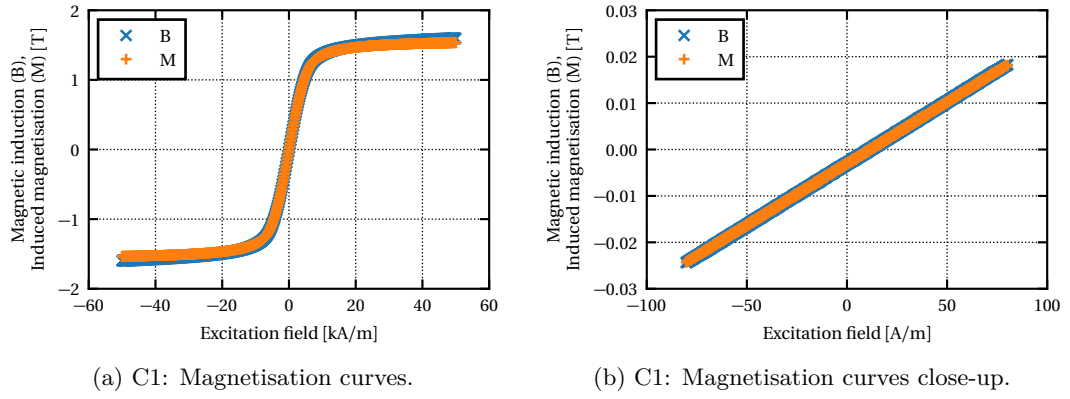 2
1
0
−1
−2
B
M
Magnetic induction (B),
Induced magnetisation (M) [T]
−60 −40 −20 0 20 40 60
Excitation field [kA/m]
(a) C1: Magnetisation curves.
0.03
0.02
0.01
0.00
−0.01
−0.02
−0.03
B
M
Magnetic induction (B),
Induced magnetisation (M) [T]
−100 −50 0 50 100
Excitation field [A/m]
(b) C1: Magnetisation curves close-up.